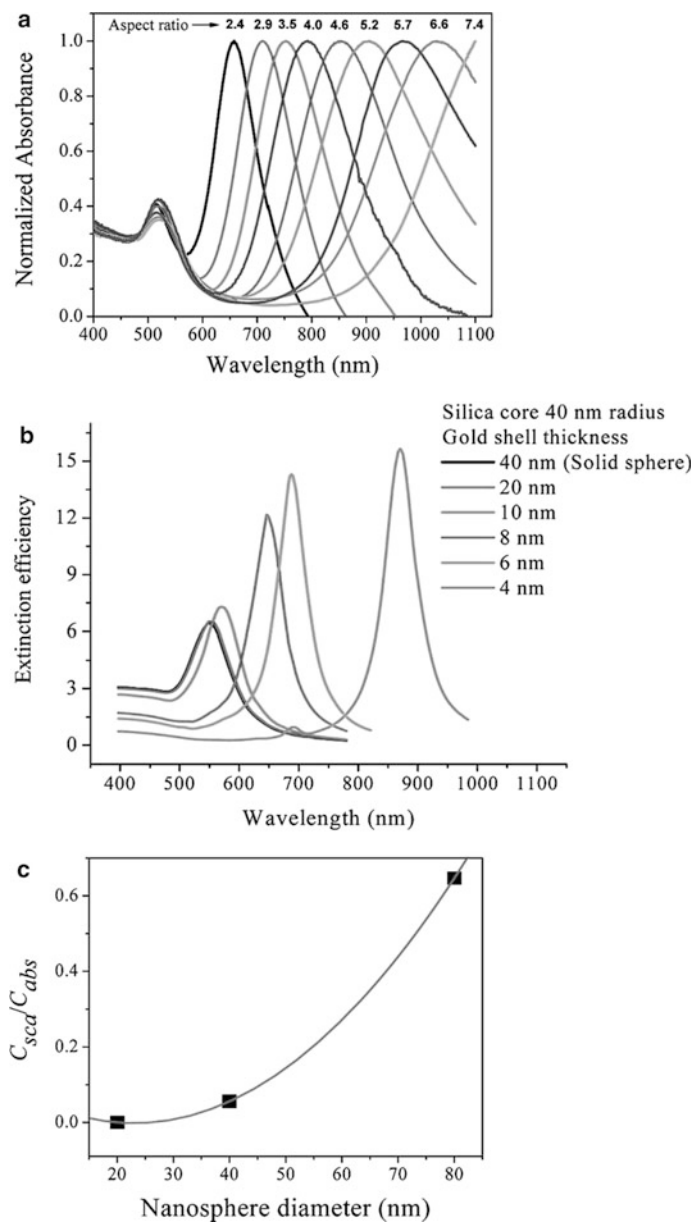 a
Aspect ratio 2.4 2.9 3.5 4.0 4.6 5.2 5.7 6.6 7.4
1.0
0.8
0.6
0.4
0.2
0.0
Normalized Absorbance
400 500 600 700 800 900 1000 1100
Wavelength (nm)
b
Silica core 40 nm radius
Gold shell thickness
40 nm (Solid sphere)
20 nm
10 nm
8 nm
6 nm
4 nm
15
12
9
6
3
0
Extinction efficiency
400 500 600 700 800 900 1000 1100
Wavelength (nm)
c
0.6
0.4
0.2
0.0
C_sca/C_abs
20 30 40 50 60 70 80
Nanosphere diameter (nm)